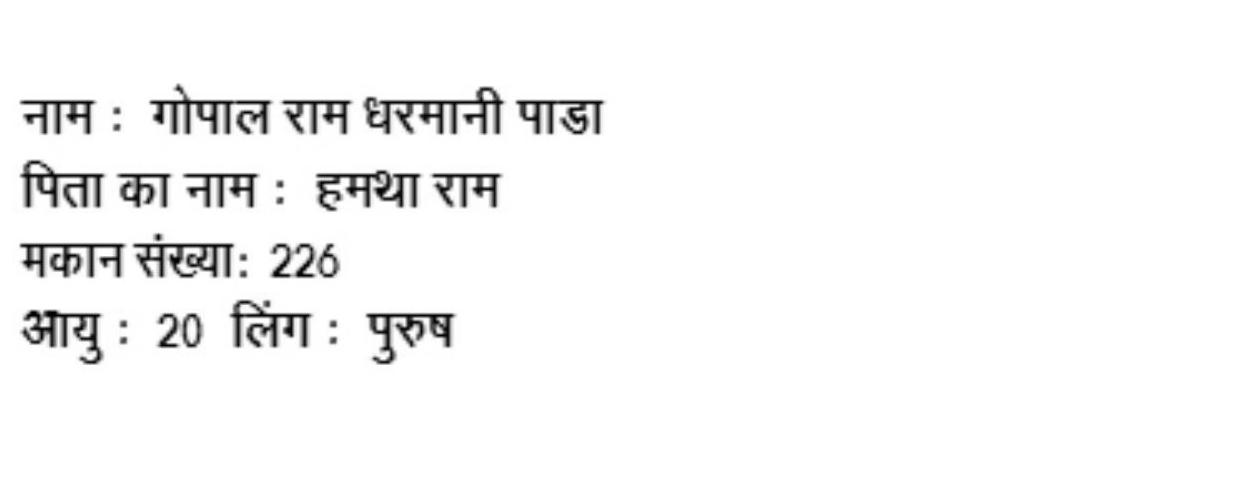 नाम : गोपाल राम धरमानी पाडा
पिता का नाम : हमथा राम
मकान संख्या: 226
आयु : 20 लिंग : पुरुष